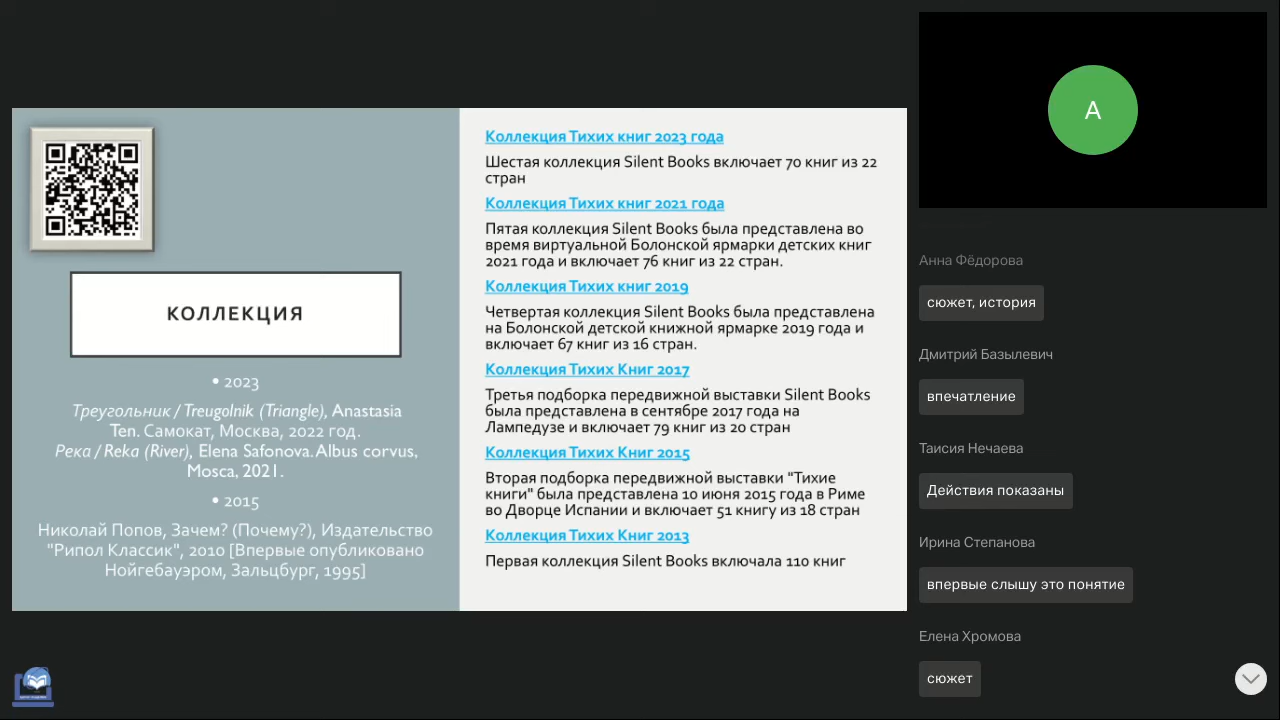 КОЛЛЕКЦИЯ
• 2023
Треугольник / Treugolnik (Triangle), Anastasia
Ten. Самокат, Москва, 2022 год.
Река / Reka (River), Elena Safonova. Albus corvus,
Mosca, 2021.
• 2015
Николай Попов, Зачем? (Почему?), Издательство
"Рипол Классик", 2010 [Впервые опубликовано
Нойгебауэром, Зальцбург, 1995]
Коллекция Тихих книг 2023 года
Шестая коллекция Silent Books включает 70 книг из 22
стран
Коллекция Тихих книг 2021 года
Пятая коллекция Silent Books была представлена во
время виртуальной Болонской ярмарки детских книг
2021 года и включает 76 книг из 22 стран.
Коллекция Тихих книг 2019
Четвертая коллекция Silent Books была представлена
на Болонской детской книжной ярмарке 2019 года и
включает 67 книг из 16 стран.
Коллекция Тихих Книг 2017
Третья подборка передвижной выставки Silent Books
была представлена в сентябре 2017 года на
Лампедузе и включает 79 книг из 20 стран
Коллекция Тихих Книг 2015
Вторая подборка передвижной выставки "Тихие
книги" была представлена 10 июня 2015 года в Риме
во Дворце Испании и включает 51 книгу из 18 стран
Коллекция Тихих Книг 2013
Первая коллекция Silent Books включала 110 книг
А
Анна Фёдорова
сюжет, история
Дмитрий Базылевич
впечатление
Таисия Нечаева
Действия показаны
Ирина Степанова
впервые слышу это понятие
Елена Хромова
сюжет